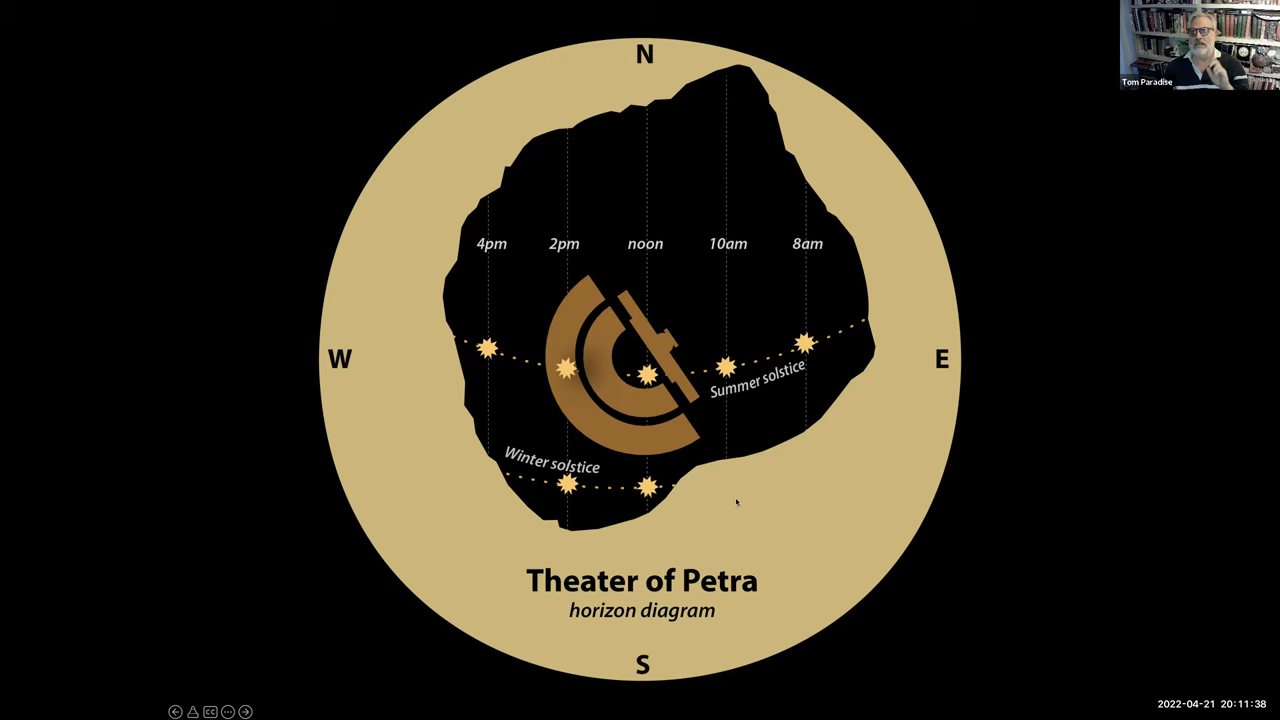 N
Tom Paradise
4pm
2pm
noon
10am
8am
W
E
Summer solstice
Winter solstice
Theater of Petra
horizon diagram
S
CC
2022-04-21 20:11:38